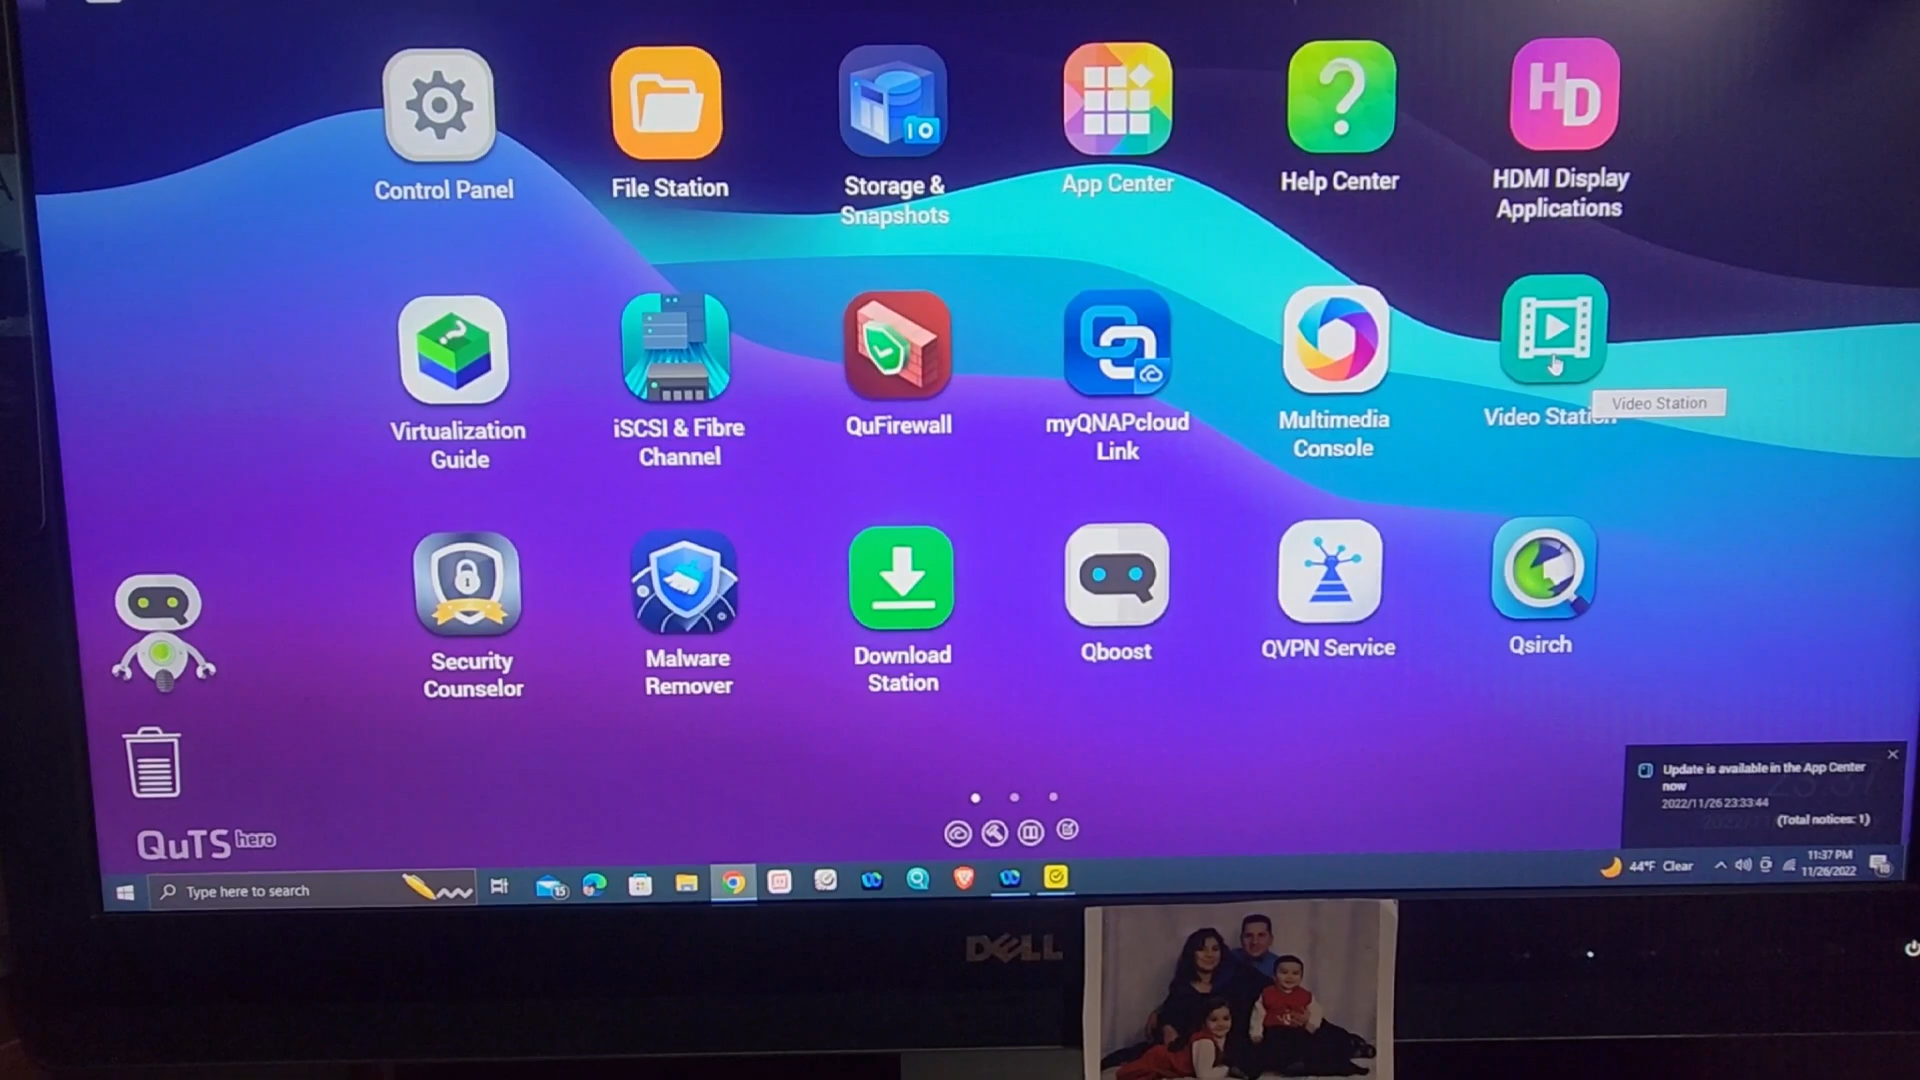 HD
Control Panel
File Station
Storage &
Snapshots
App Center
Help Center
HDMI Display
Applications
Virtualization
Guide
iSCSI & Fibre
Channel
QuFirewall
myQNAPcloud
Link
Multimedia
Console
Video Station
Video Station
Security
Counselor
Malware
Remover
Download
Station
Qboost
QVPN Service
Qsirch
Update is available in the App Center
now
2022/11/26 23:33:44
(Total notices: 1)
QuTS hero
Type here to search
15
44°F Clear
11:37 PM
11/26/2022
DELL